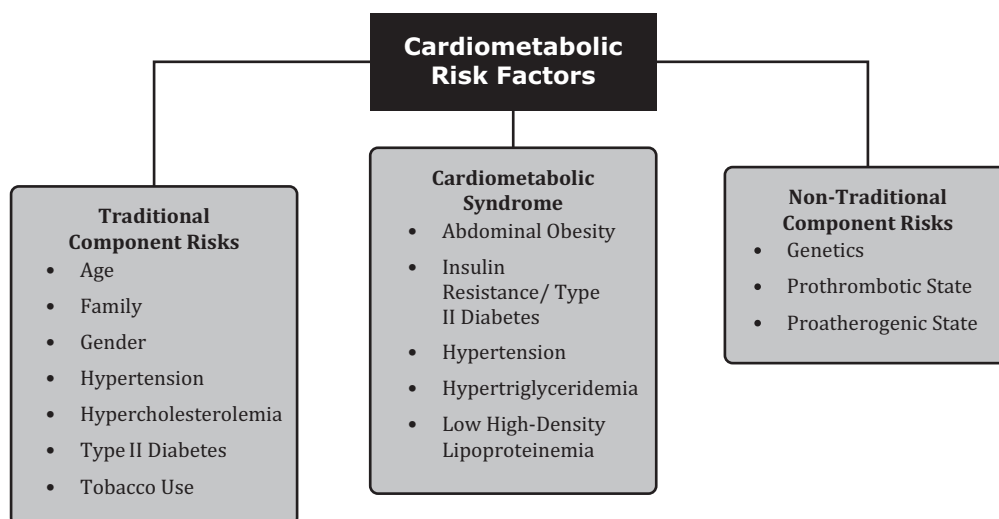 Cardiometabolic
Risk Factors
Traditional
Component Risks
• Age
• Family
• Gender
• Hypertension
• Hypercholesterolemia
• Type II Diabetes
• Tobacco Use
Cardiometabolic
Syndrome
• Abdominal Obesity
• Insulin
Resistance/ Type
II Diabetes
• Hypertension
• Hypertriglyceridemia
• Low High-Density
Lipoproteinemia
Non-Traditional
Component Risks
• Genetics
• Prothrombotic State
• Proatherogenic State